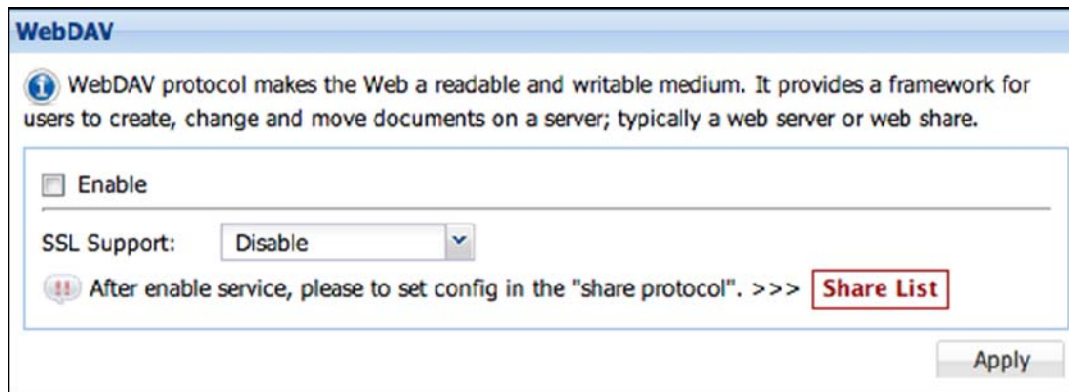 WebDAV
WebDAV protocol makes the Web a readable and writable medium. It provides a framework for
users to create, change and move documents on a server; typically a web server or web share.
Enable
SSL Support: Disable
After enable service, please to set config in the "share protocol". >>> Share List
Apply